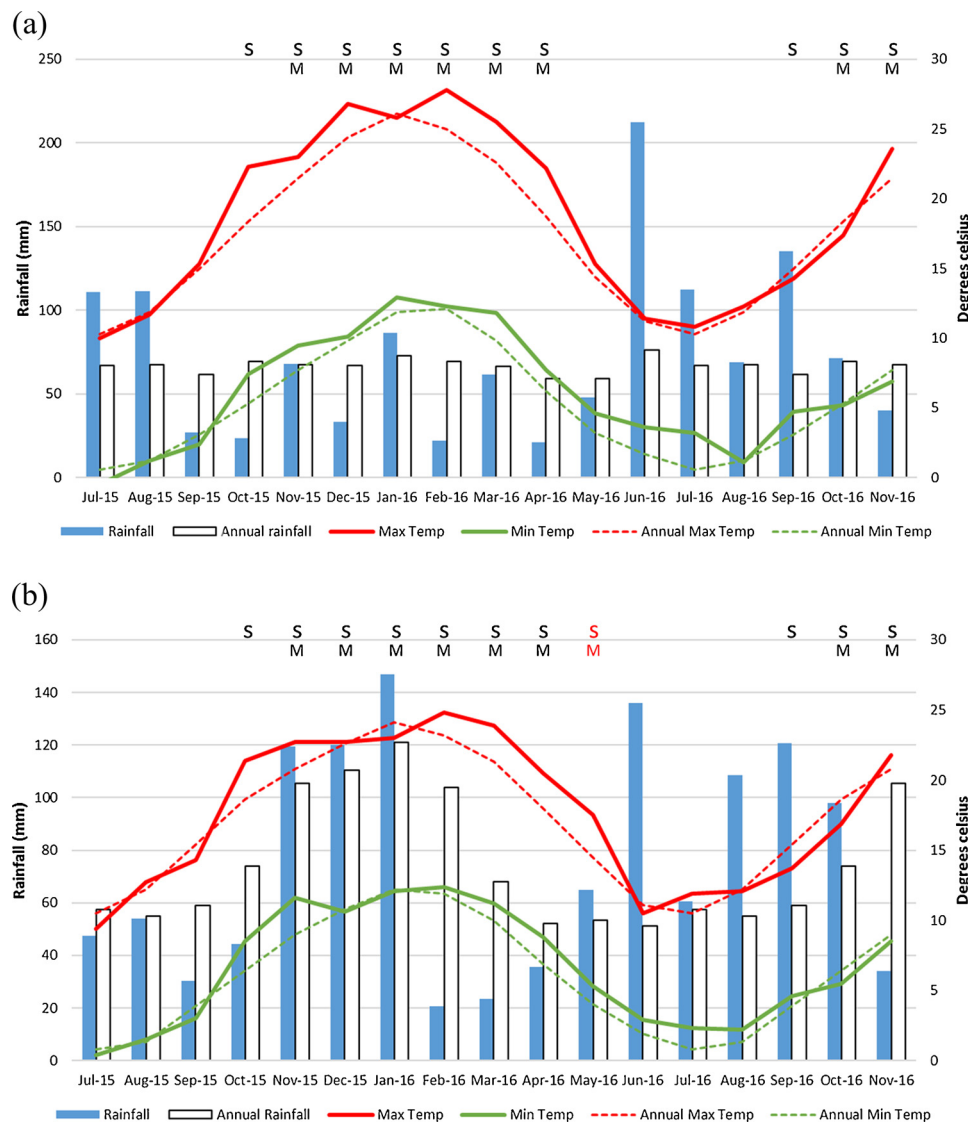 (a)
S S S S S S S S S S
M M M M M M M M
250 30
200 25
150 20
100 15
50 10
0 5
0
Rainfall (mm)
Degrees celsius
Jul-15 Aug-15 Sep-15 Oct-15 Nov-15 Dec-15 Jan-16 Feb-16 Mar-16 Apr-16 May-16 Jun-16 Jul-16 Aug-16 Sep-16 Oct-16 Nov-16
Rainfall Annual rainfall Max Temp Min Temp Annual Max Temp Annual Min Temp
(b)
S S S S S S S S S S S
M M M M M M M M M
160 30
140 25
120 20
100 15
80 10
60 5
40 0
20
0
Rainfall (mm)
Degrees celsius
Jul-15 Aug-15 Sep-15 Oct-15 Nov-15 Dec-15 Jan-16 Feb-16 Mar-16 Apr-16 May-16 Jun-16 Jul-16 Aug-16 Sep-16 Oct-16 Nov-16
Rainfall Annual Rainfall Max Temp Min Temp Annual Max Temp Annual Min Temp